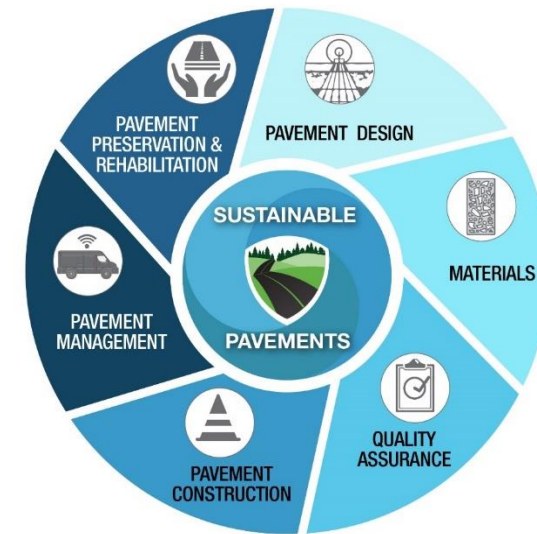 PAVEMENT
PRESERVATION &
REHABILITATION
PAVEMENT DESIGN
MATERIALS
QUALITY
ASSURANCE
PAVEMENT
CONSTRUCTION
PAVEMENT
MANAGEMENT
SUSTAINABLE
PAVEMENTS